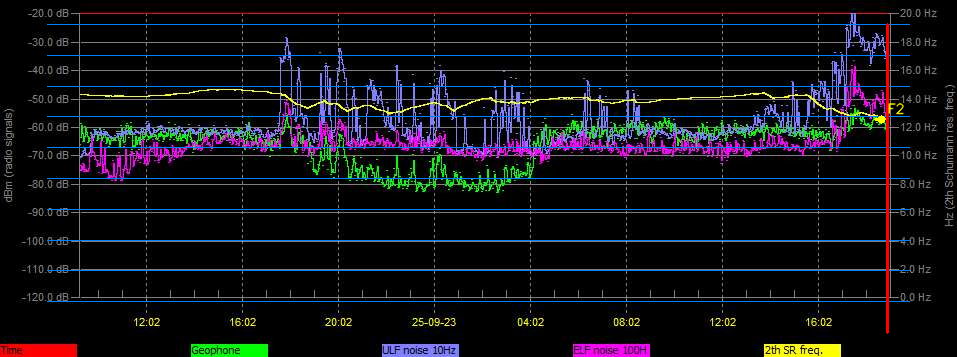 -20.0 dB 20.0 Hz
-30.0 dB 18.0 Hz
-40.0 dB 16.0 Hz
-50.0 dB 14.0 Hz
F2
-60.0 dB 12.0 Hz
-70.0 dB 10.0 Hz
-80.0 dB 8.0 Hz
-90.0 dB 6.0 Hz
-100.0 dB 4.0 Hz
-110.0 dB 2.0 Hz
-120.0 dB 0.0 Hz
dBm (radio signals)
Hz (2th Schumann res. freq.)
12:02 16:02 20:02 25-09-23 04:02 08:02 12:02 16:02
Time Geophone ULF noise 10Hz ELF noise 100H 2th SR freq.